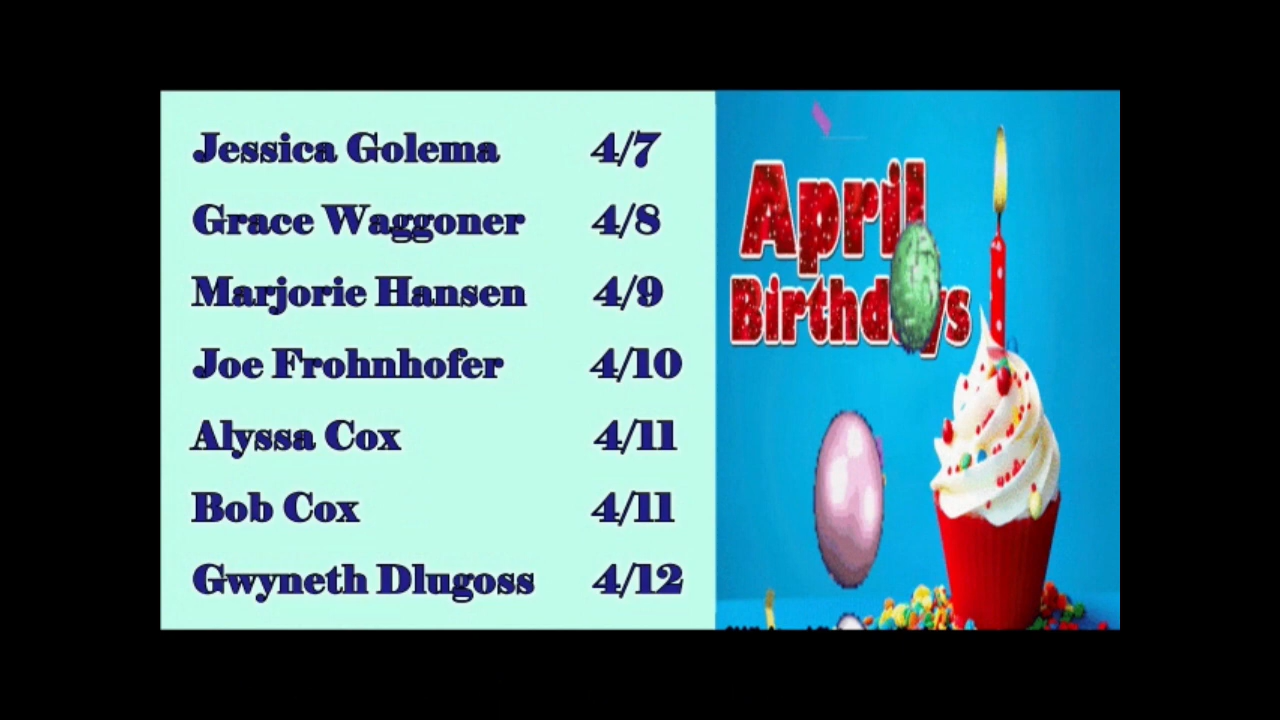 Jessica Golema 4/7
Grace Waggoner 4/8
Marjorie Hansen 4/9
Joe Frohnhofer 4/10
Alyssa Cox 4/11
Bob Cox 4/11
Gwyneth Dlugoss 4/12
April
Birthdays